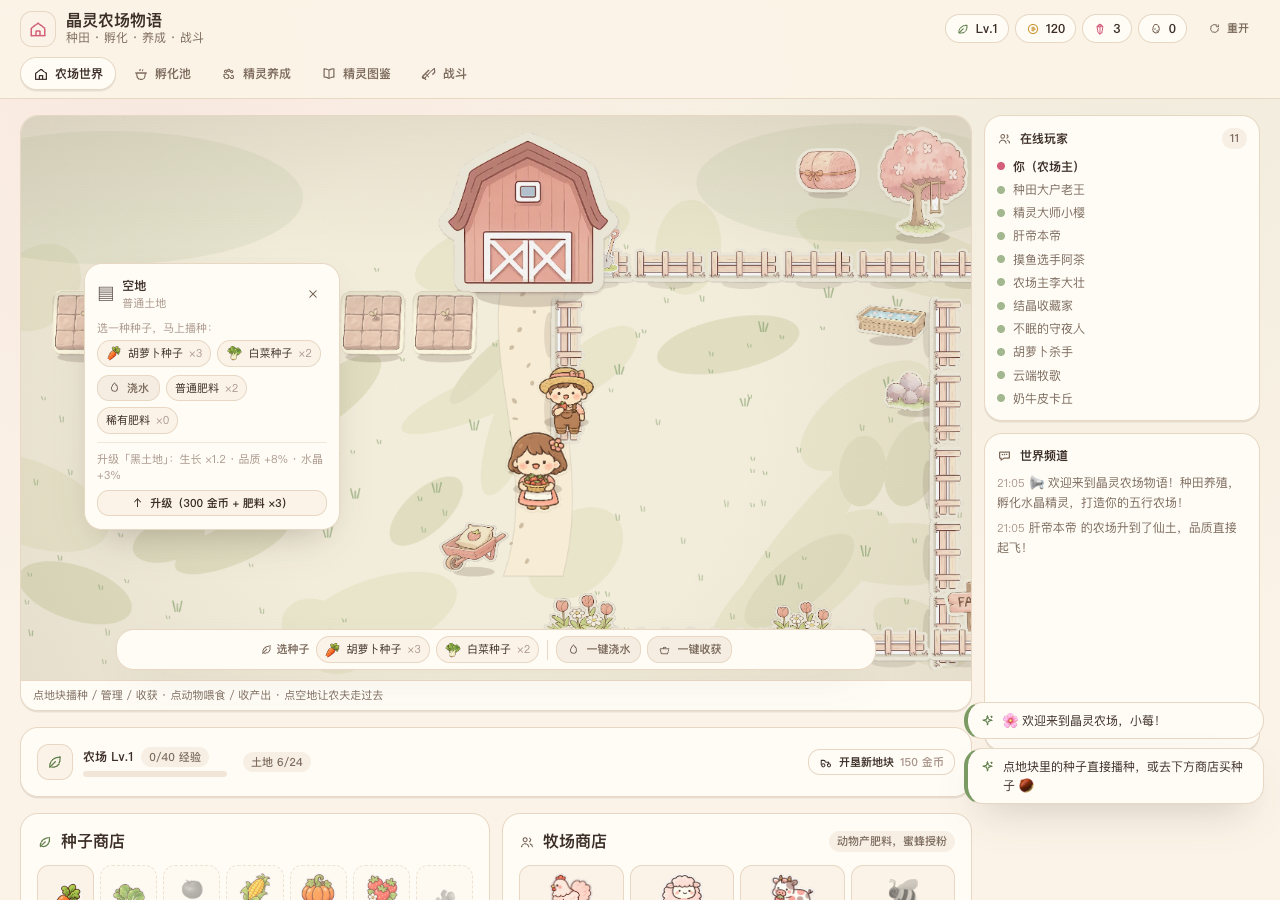 晶灵农场物语
种田 · 孵化 · 养成 · 战斗
Lv.1
120
3
0
重开
农场世界
孵化池
精灵养成
精灵图鉴
战斗
空地
普通土地
选一种种子，马上播种：
胡萝卜种子 ×3
白菜种子 ×2
浇水
普通肥料 ×2
稀有肥料 ×0
升级「黑土地」：生长 ×1.2 · 品质 +8% · 水晶
+3%
升级（300 金币 + 肥料 ×3）
FA
选种子
胡萝卜种子 ×3
白菜种子 ×2
一键浇水
一键收获
点地块播种 / 管理 / 收获 · 点动物喂食 / 收产出 · 点空地让农夫走过去
农场 Lv.1
0/40 经验
土地 6/24
开垦新地块 150 金币
种子商店
牧场商店
动物产肥料，蜜蜂授粉
在线玩家
11
你（农场主）
种田大户老王
精灵大师小樱
肝帝本帝
摸鱼选手阿茶
农场主李大壮
结晶收藏家
不眠的守夜人
胡萝卜杀手
云端牧歌
奶牛皮卡丘
世界频道
21:05 📢 欢迎来到晶灵农场物语！种田养殖，
孵化水晶精灵，打造你的五行农场！
21:05 肝帝本帝 的农场升到了仙土，品质直接
起飞！
🌸 欢迎来到晶灵农场，小莓！
点地块里的种子直接播种，或去下方商店买种
子 🌰